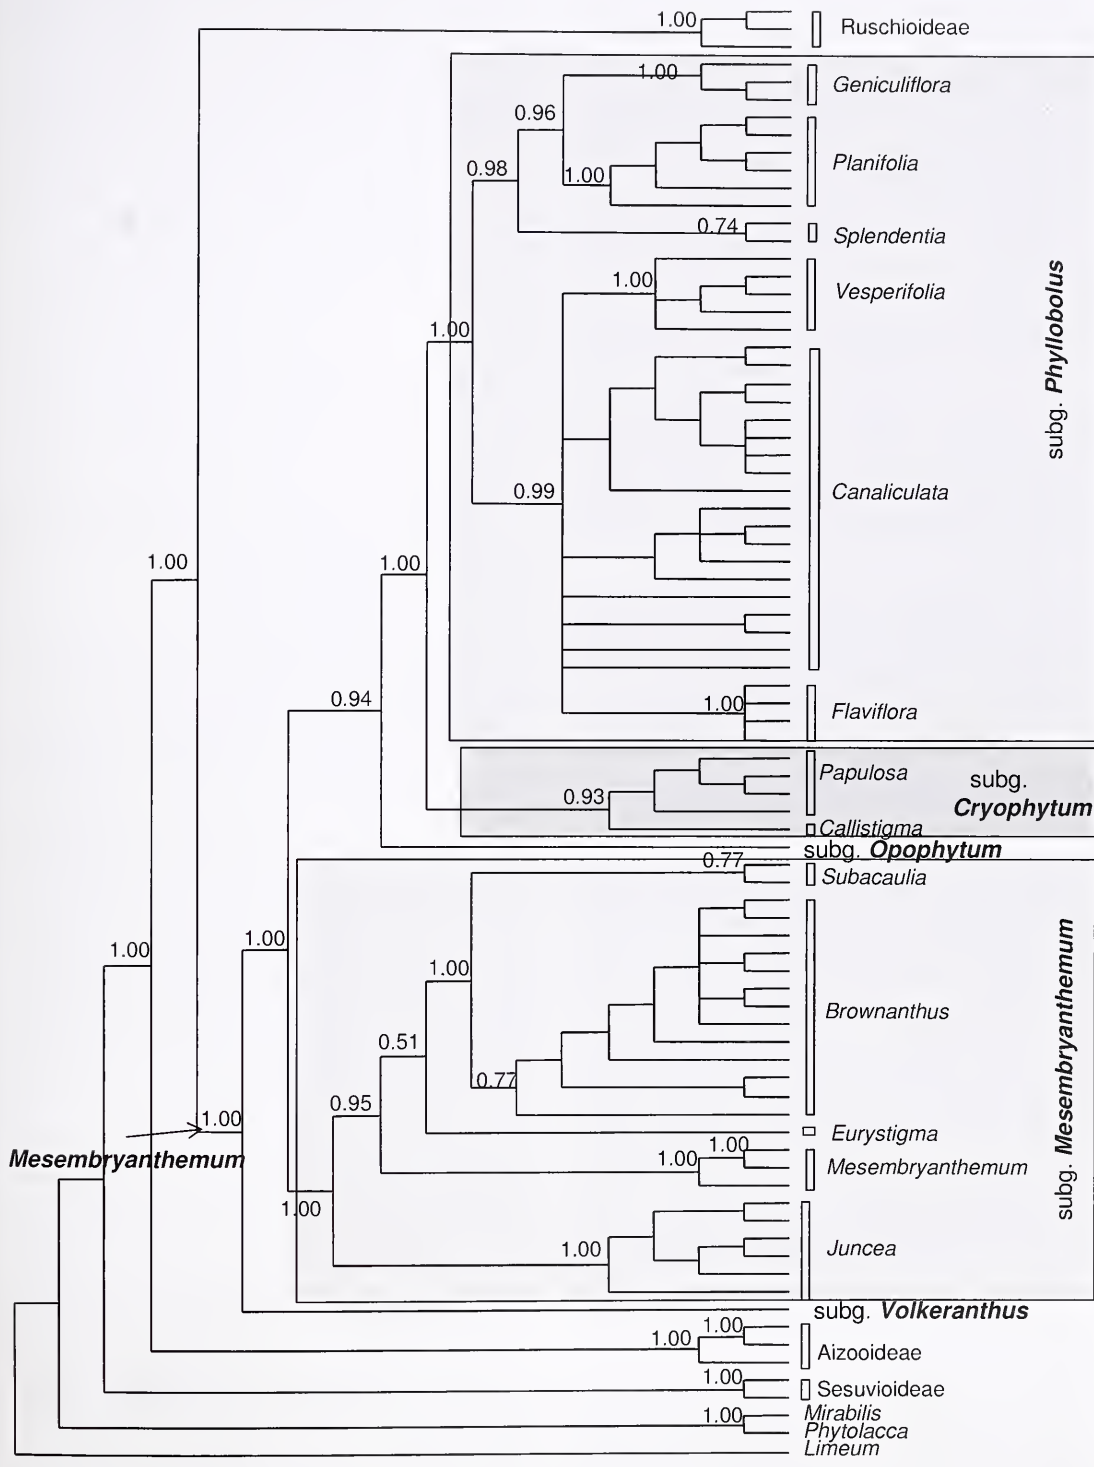 1.00
Ruschioideae
1.00
Geniculiflora
0.96
Planifolia
0.98
1.00
0.74
Splendentia
1.00
Vesperifolia
subg. Phyllobolus
1.00
0.99
Canaliculata
1.00
1.00
0.94
1.00
Flaviflora
Papulosa
subg.
0.93
Cryophytum
Callistigma
subg. Opophytum
0.77
Subacaulia
1.00
1.00
1.00
Brownanthus
subg. Mesembryanthemum
0.51
0.77
0.95
1.00
Eurystigma
Mesembryanthemum
1.00
1.00
Mesembryanthemum
1.00
1.00
Juncea
subg. Volkeranthus
1.00
1.00
Aizooideae
1.00
Sesuvioideae
1.00
Mirabilis
Phytolacca
Limeum